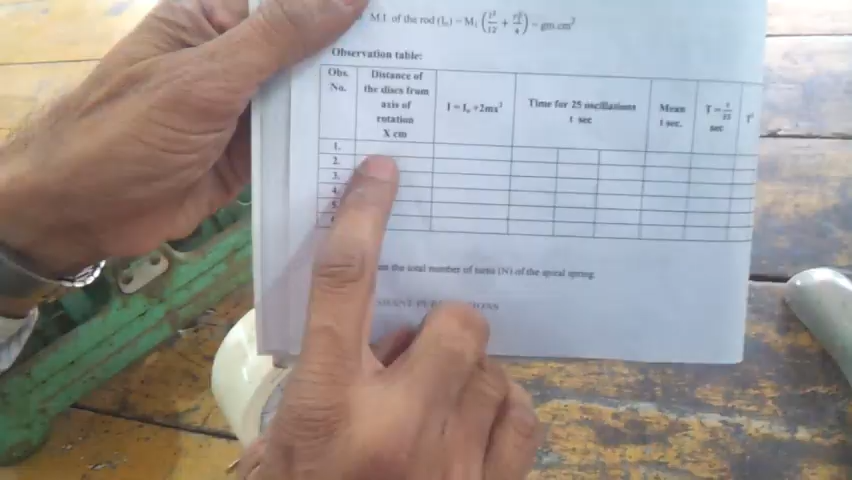 M.I. of the rod (I₀) = M₁ (l²/12 + r₁²/4) = gm.cm²
Observation table:
Obs. No.
Distance of the discs from axis of rotation X cm
I = I₀ +2mx²
Time for 25 oscillations t sec
Mean t sec.
T = t/25 sec
T²
1.
2.
3.
4.
5.
the total number of turns (N) of the spiral spring.